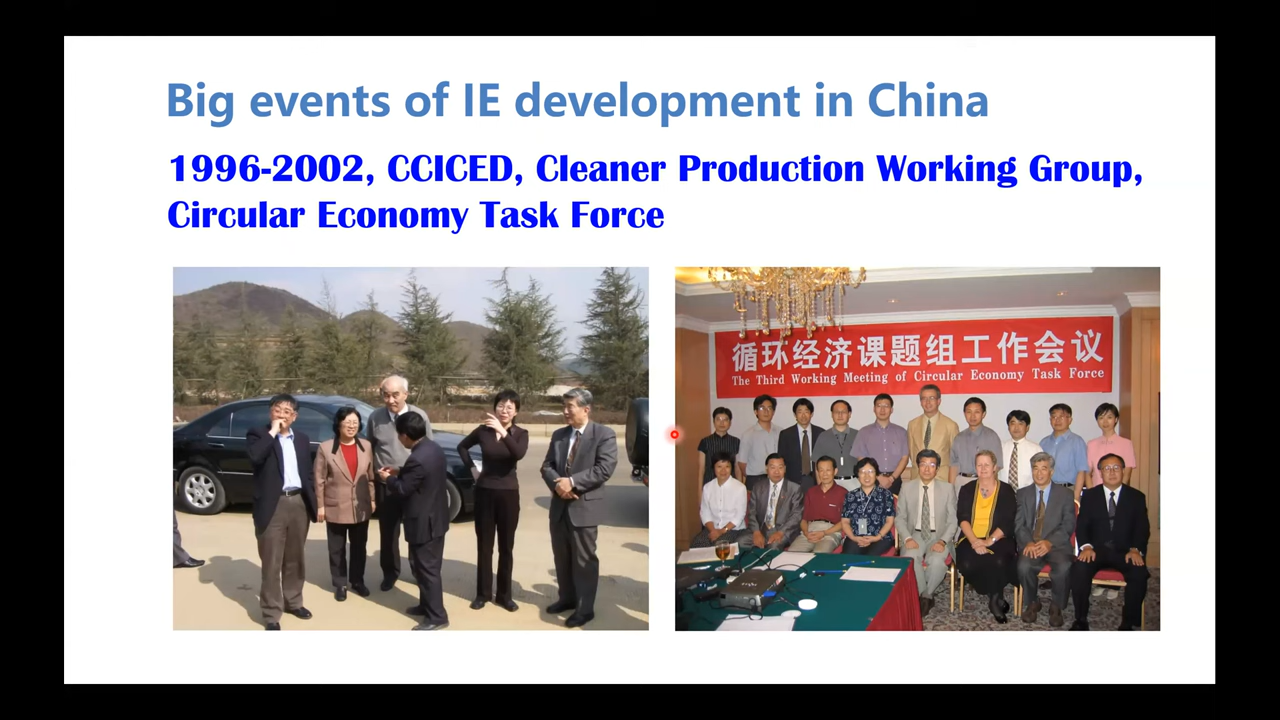 Big events of IE development in China
1996-2002, CCICED, Cleaner Production Working Group,
Circular Economy Task Force
循环经济课题组工作会议
The Third Working Meeting of Circular Economy Task Force